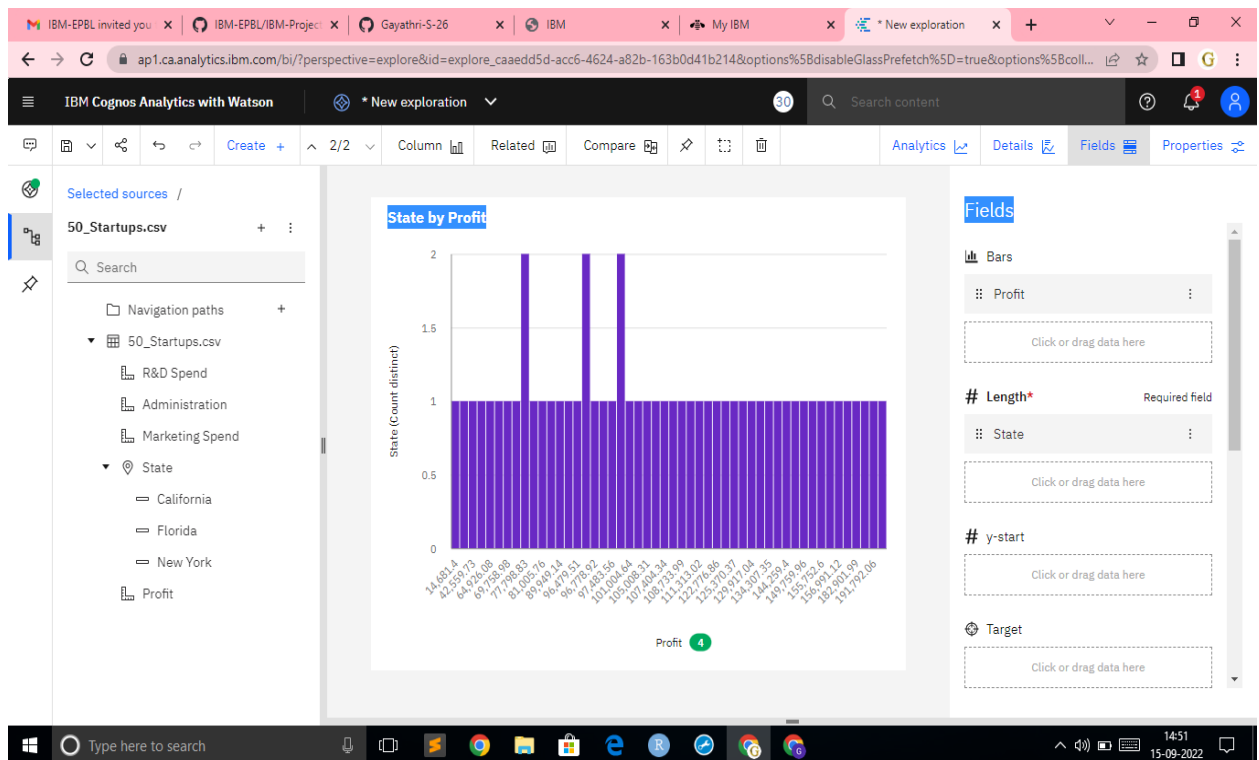 IBM-EPBL invited you
IBM-EPBL/IBM-Project
Gayathri-S-26
IBM
My IBM
* New exploration
ap1.ca.analytics.ibm.com/bi/?perspective=explore&id=explore_caeedd5d-acc6-4624-a82b-163b0d41b214&options%5BdisableGlassPrefetch%5D=true&options%5Bcoll...
G
IBM Cognos Analytics with Watson
* New exploration
30
Search content
1
Create +
2/2
Column
Related
Compare
Analytics
Details
Fields
Properties
Selected sources /
50_Startups.csv
Search
Navigation paths
50_Startups.csv
R&D Spend
Administration
Marketing Spend
State
California
Florida
New York
Profit
State by Profit
State (Count distinct)
2
1.5
1
0.5
0
14,681.4
42,559.73
64,926.08
69,758.98
77,798.83
81,005.76
89,949.14
96,479.51
96,778.92
97,483.56
101,004.64
105,008.31
107,404.34
108,733.99
111,313.02
122,776.86
125,370.37
129,917.04
134,307.35
144,259.4
149,759.96
155,752.6
156,991.12
182,901.99
191,792.06
Profit 4
Fields
Bars
Profit
Click or drag data here
# Length*
Required field
State
Click or drag data here
# y-start
Click or drag data here
Target
Click or drag data here
Type here to search
R
G
G
14:51
15-09-2022